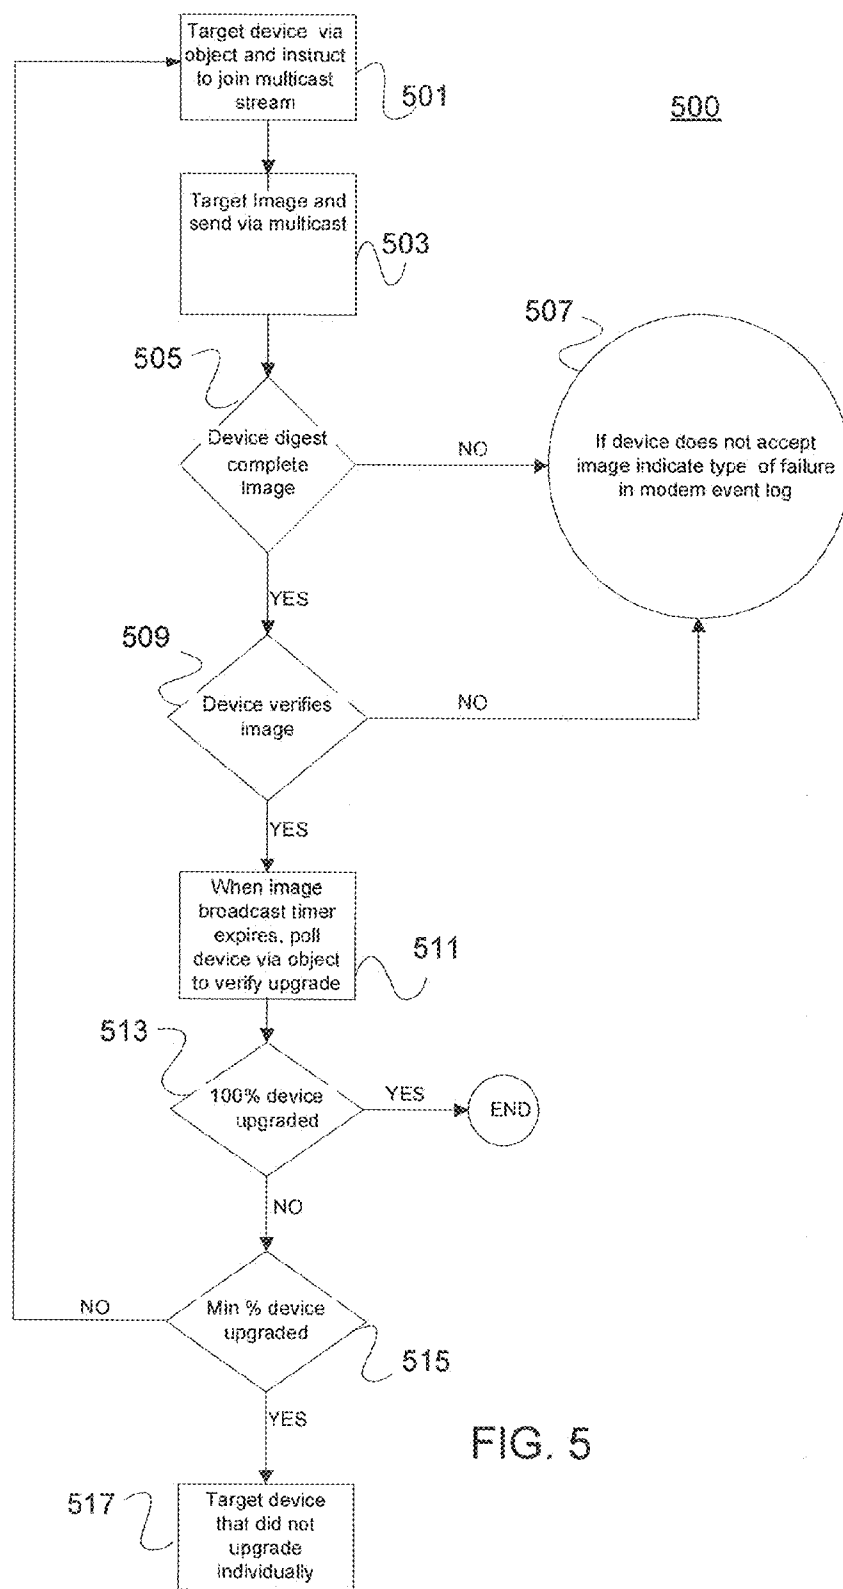 Target device via
object and instruct
to join multicast
stream
501
500
Target Image and
send via multicast
503
507
505
Device digest
complete
Image
NO
If device does not accept
image indicate type of failure
in modem event log
YES
509
Device verifies
image
NO
YES
When image
broadcast timer
expires, poll
device via object
to verify upgrade
511
513
100% device
upgraded
YES
END
NO
Min % device
upgraded
NO
515
YES
FIG. 5
517
Target device
that did not
upgrade
individually